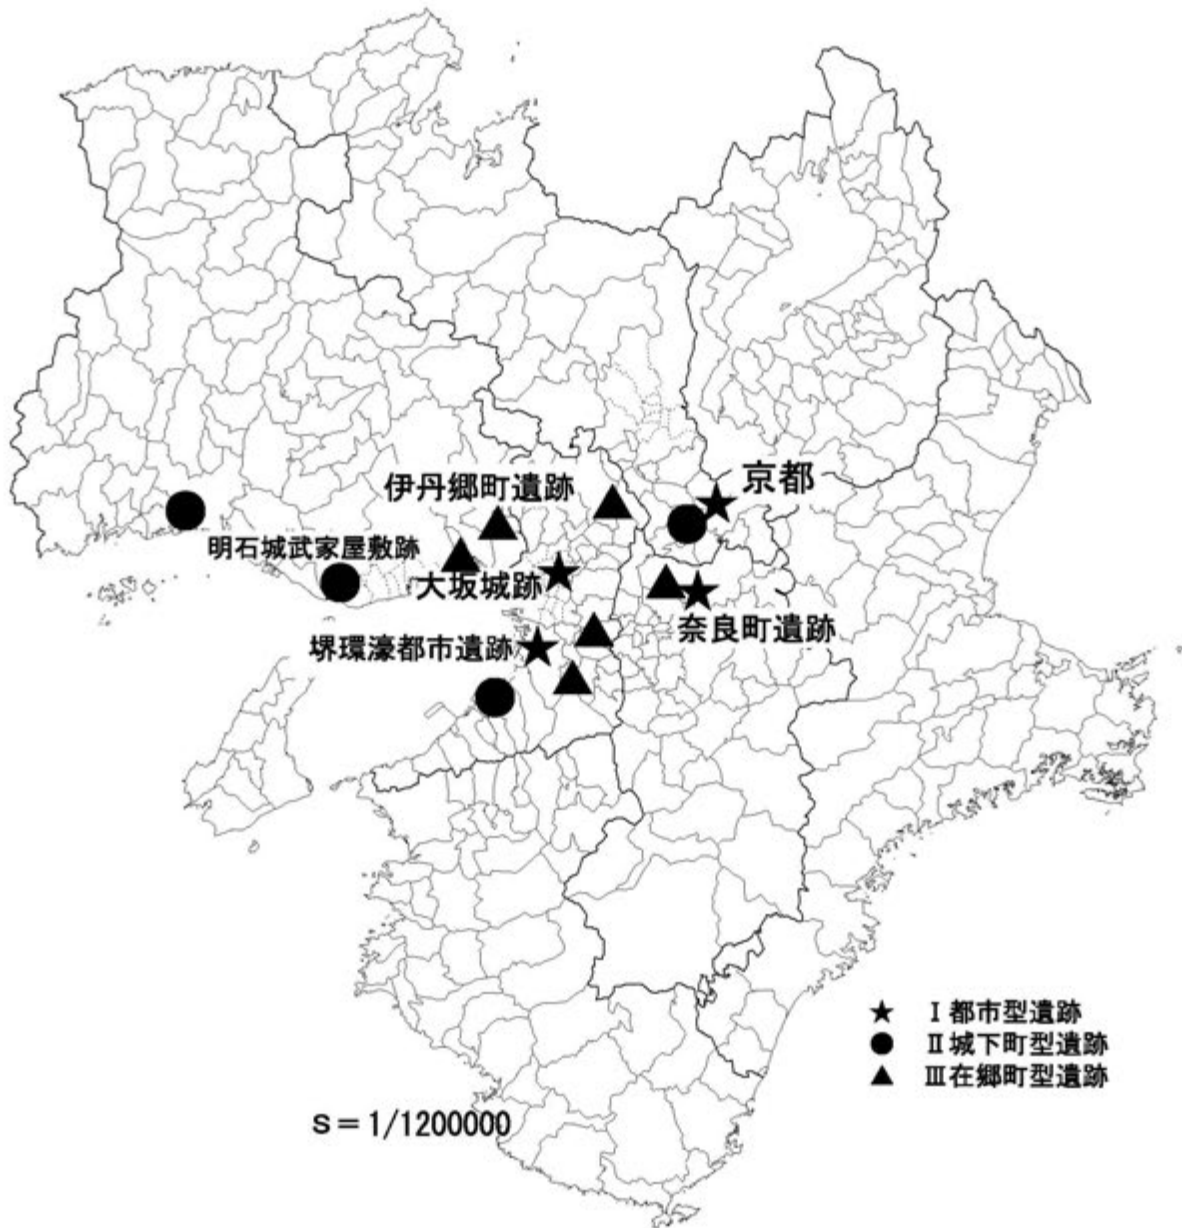 京都
伊丹郷町遺跡
明石城武家屋敷跡
大坂城跡
奈良町遺跡
堺環濠都市遺跡
★ Ⅰ都市型遺跡
● Ⅱ城下町型遺跡
▲ Ⅲ在郷町型遺跡
S=1/1200000